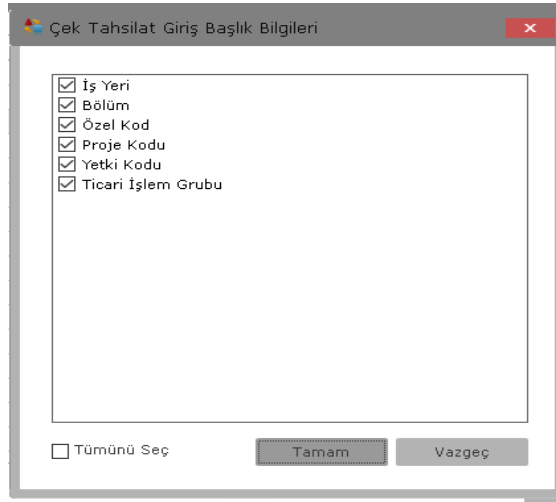 Çek Tahsilat Giriş Başlık Bilgileri
İş Yeri
Bölüm
Özel Kod
Proje Kodu
Yetki Kodu
Ticari İşlem Grubu
Tümünü Seç
Tamam
Vazgeç